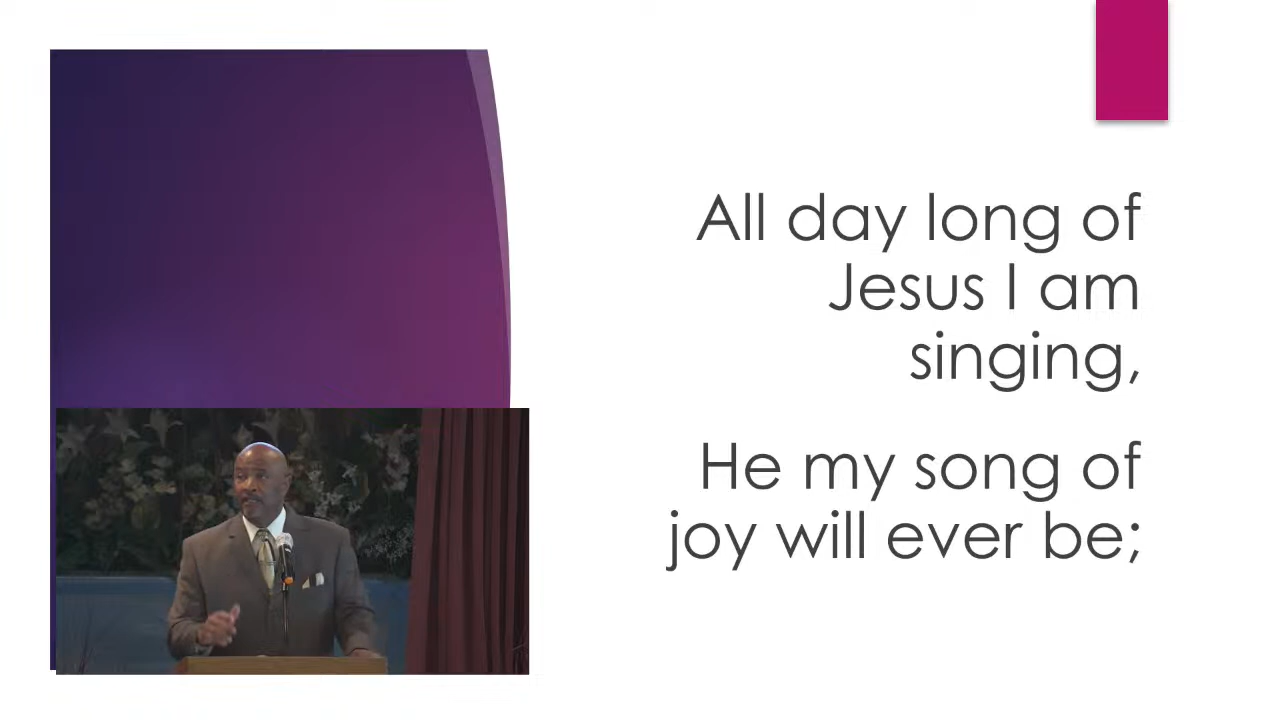 All day long of
Jesus I am
singing,
He my song of
joy will ever be;